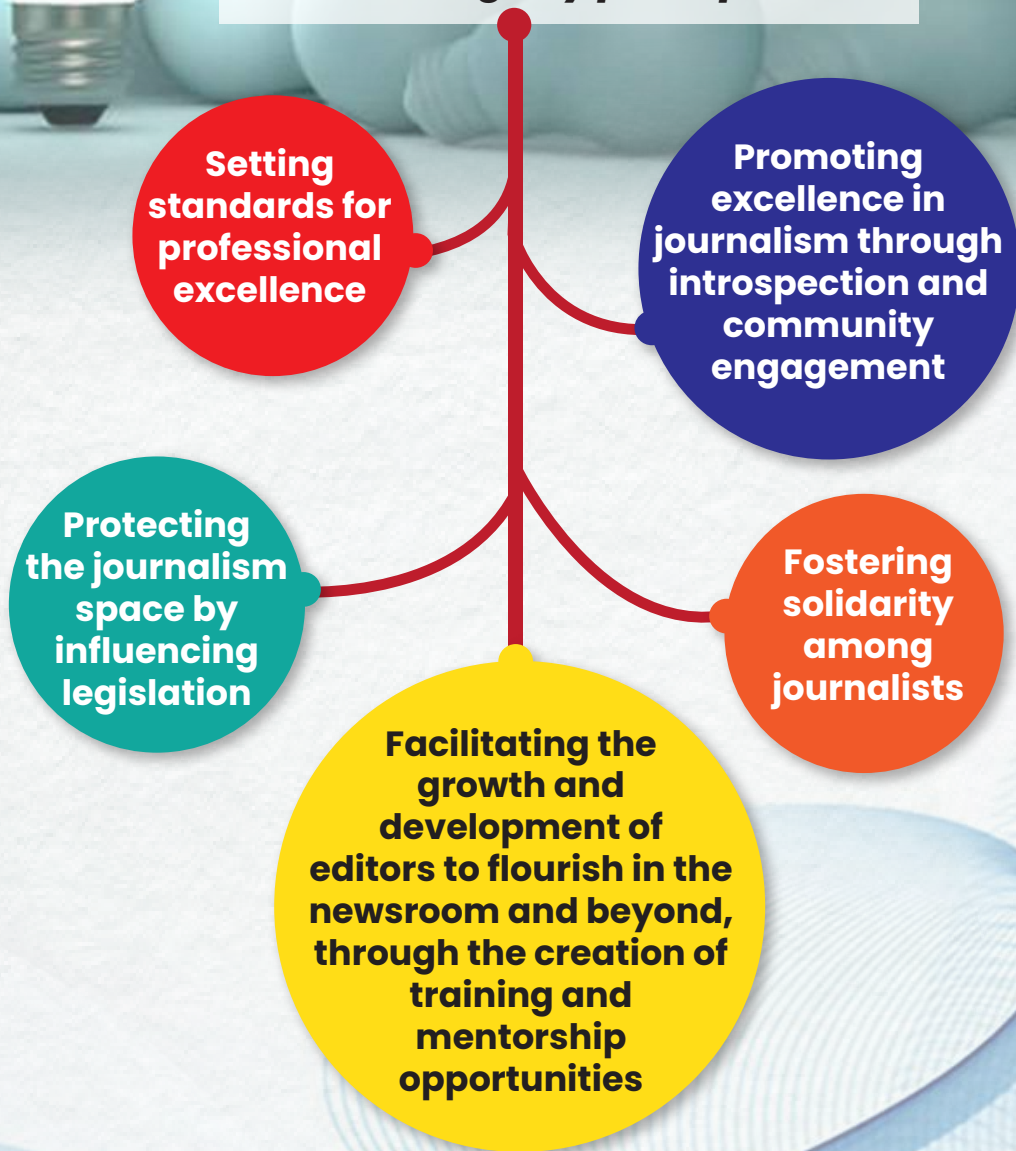 Setting
standards for
professional
excellence
Promoting
excellence in
journalism through
introspection and
community
engagement
Protecting
the journalism
space by
influencing
legislation
Fostering
solidarity
among
journalists
Facilitating the
growth and
development of
editors to flourish in the
newsroom and beyond,
through the creation of
training and
mentorship
opportunities